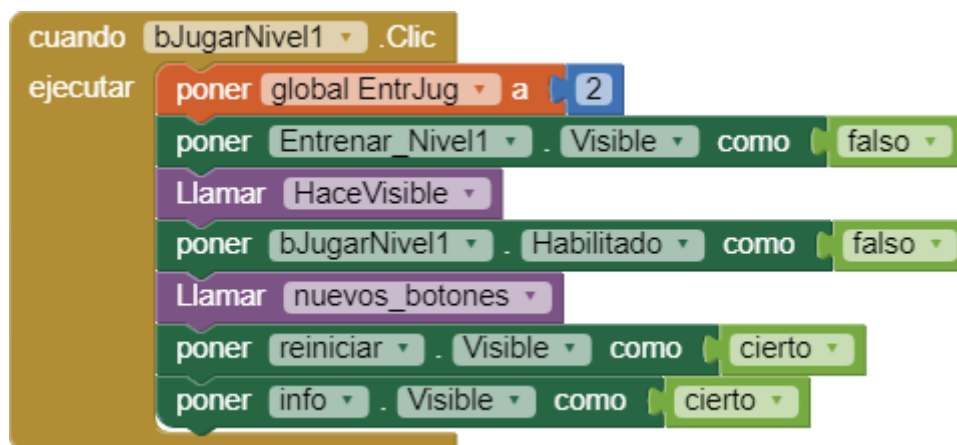 cuando bJugarNivel1 .Clic
ejecutar poner global EntrJug a 2
poner Entrenar_Nivel1 . Visible como falso
Llamar HaceVisible
poner bJugarNivel1 . Habilitado como falso
Llamar nuevos_botones
poner reiniciar . Visible como cierto
poner info . Visible como cierto